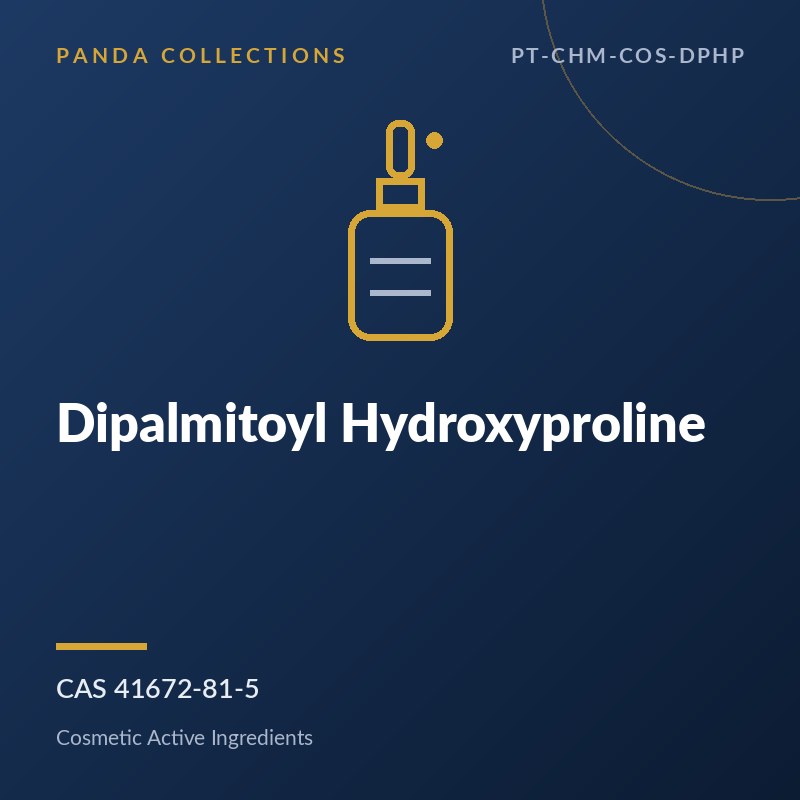 PANDA COLLECTIONS
PT-CHM-COS-DPHP
Dipalmitoyl Hydroxyproline
CAS 41672-81-5
Cosmetic Active Ingredients